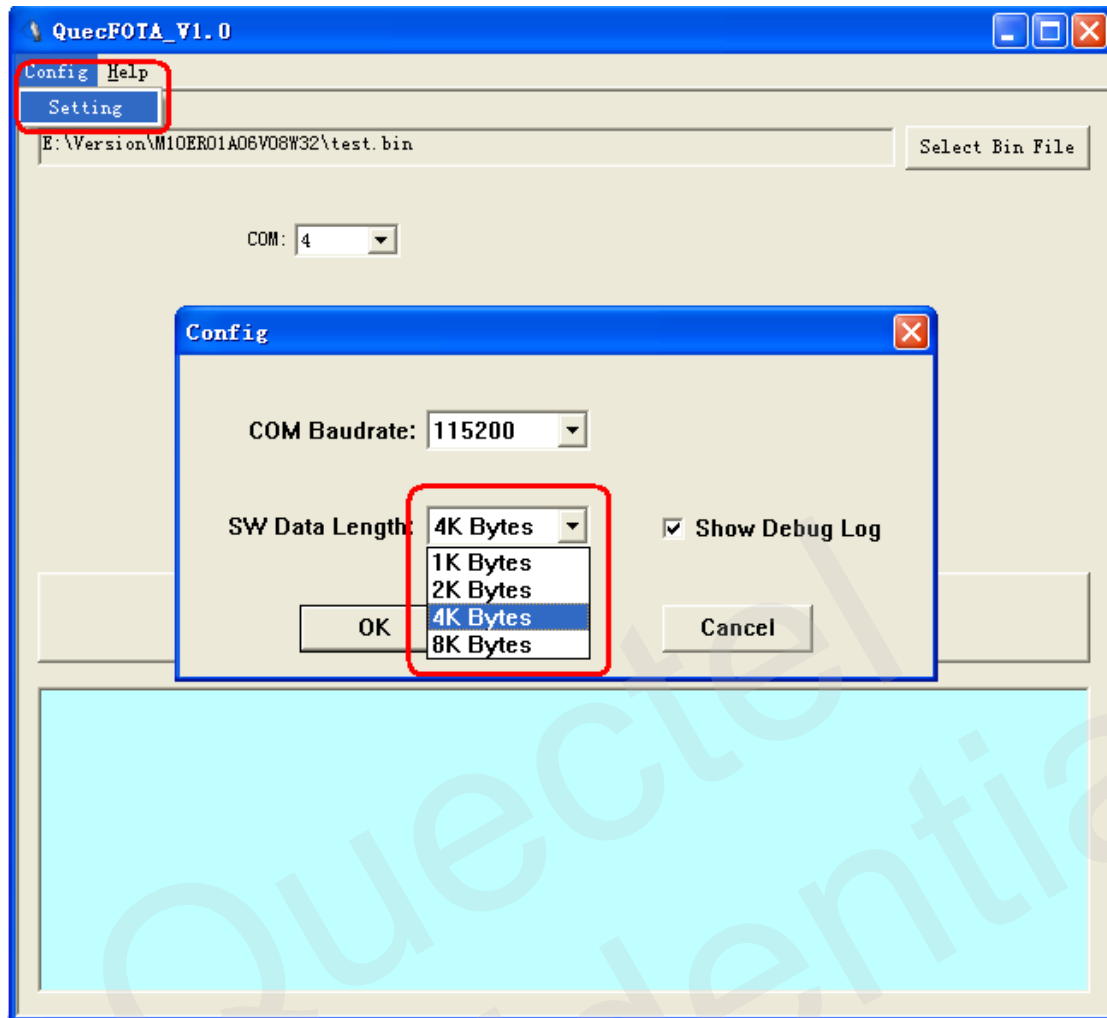 QuecFOTA_V1.0
Config Help
Setting
E:\Version\M10ER01A06V08W32\test.bin
Select Bin File
COM: 4
Config
COM Baudrate: 115200
SW Data Length: 4K Bytes
Show Debug Log
1K Bytes
2K Bytes
4K Bytes
8K Bytes
OK
Cancel
Quectel